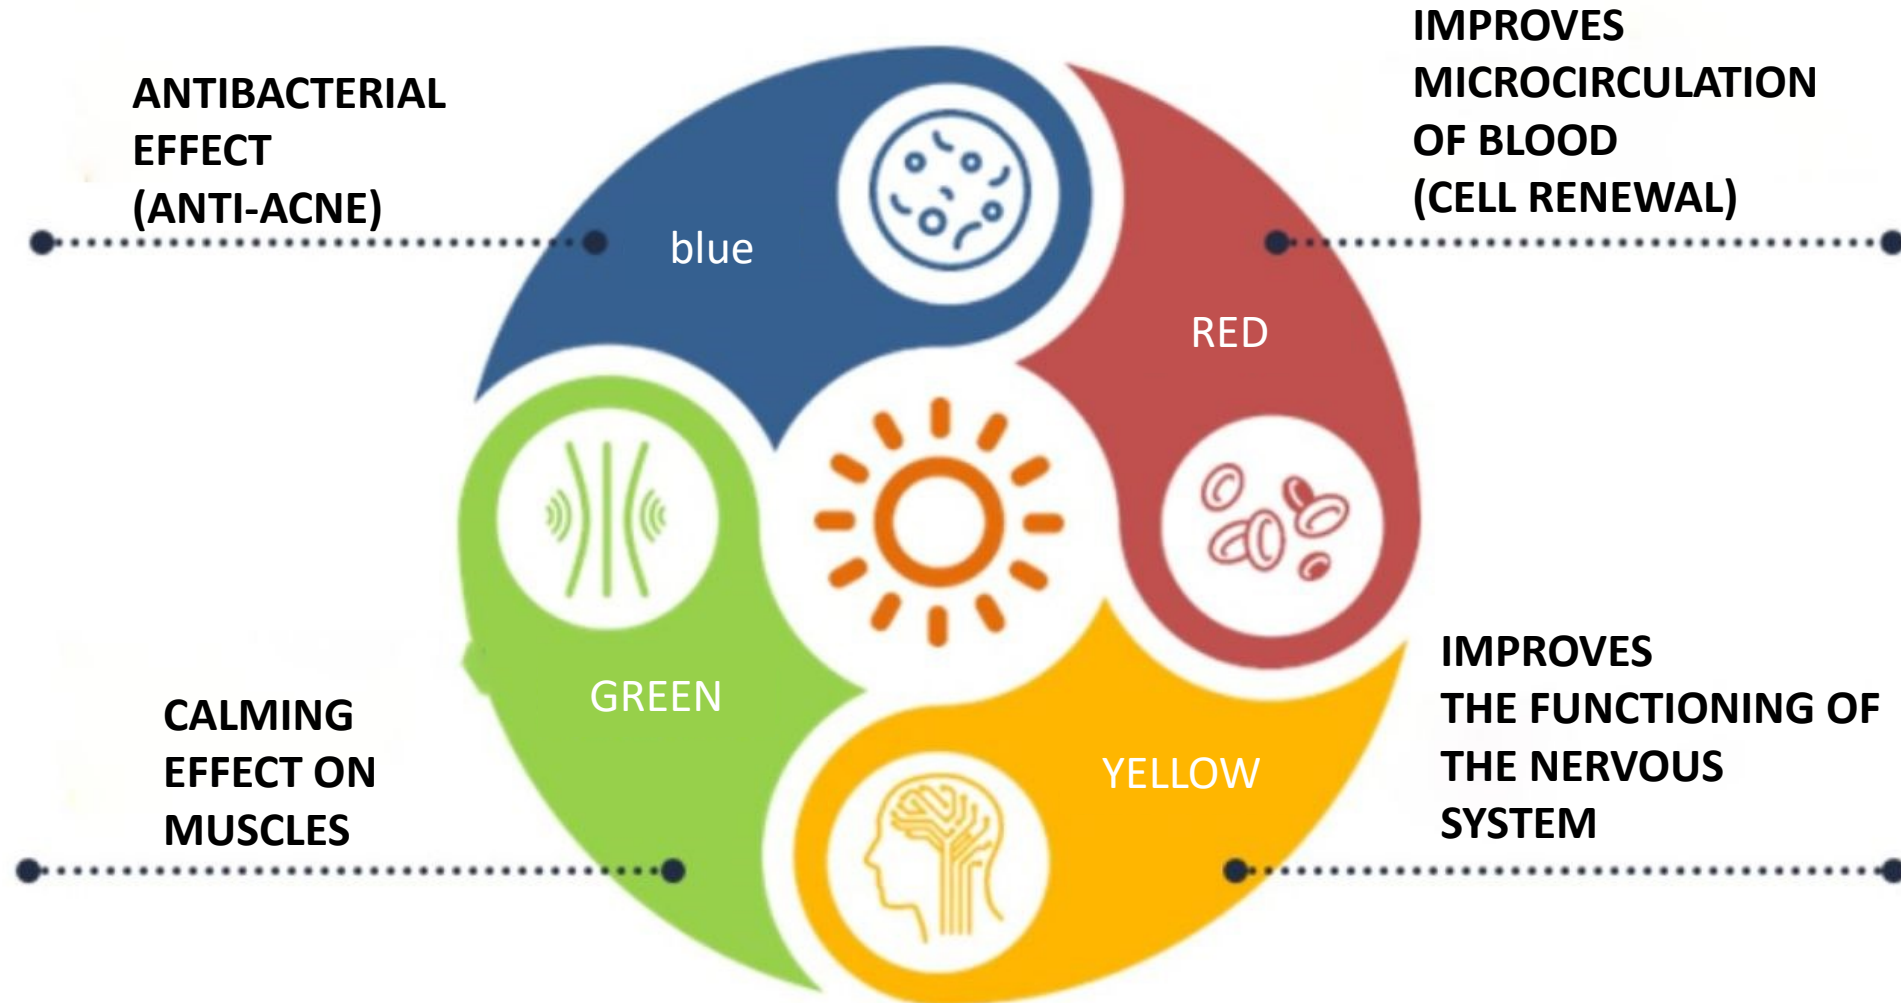 ANTIBACTERIAL
EFFECT
(ANTI-ACNE)
blue
IMPROVES
MICROCIRCULATION
OF BLOOD
(CELL RENEWAL)
RED
GREEN
CALMING
EFFECT ON
MUSCLES
YELLOW
IMPROVES
THE FUNCTIONING OF
THE NERVOUS
SYSTEM